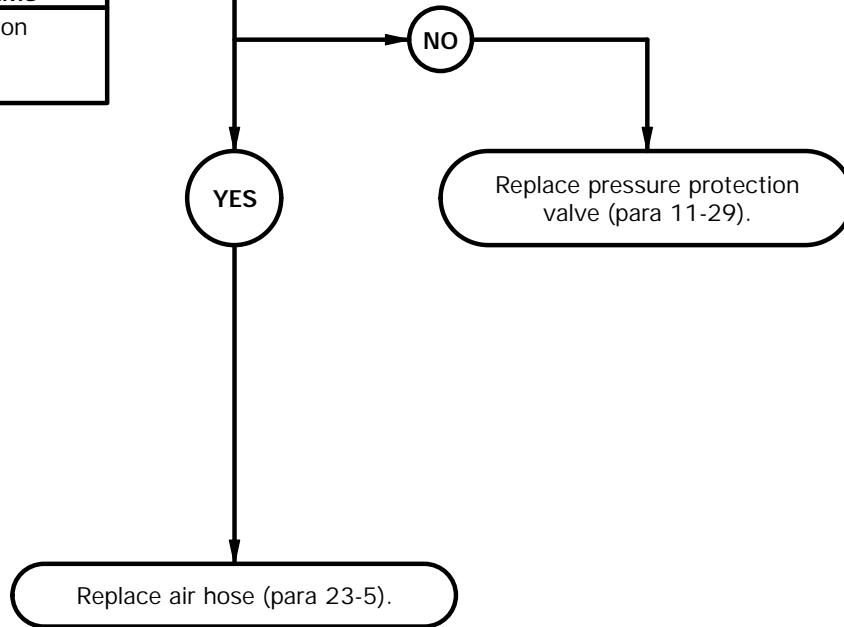 on
NO
YES
Replace pressure protection
valve (para 11-29).
Replace air hose (para 23-5).